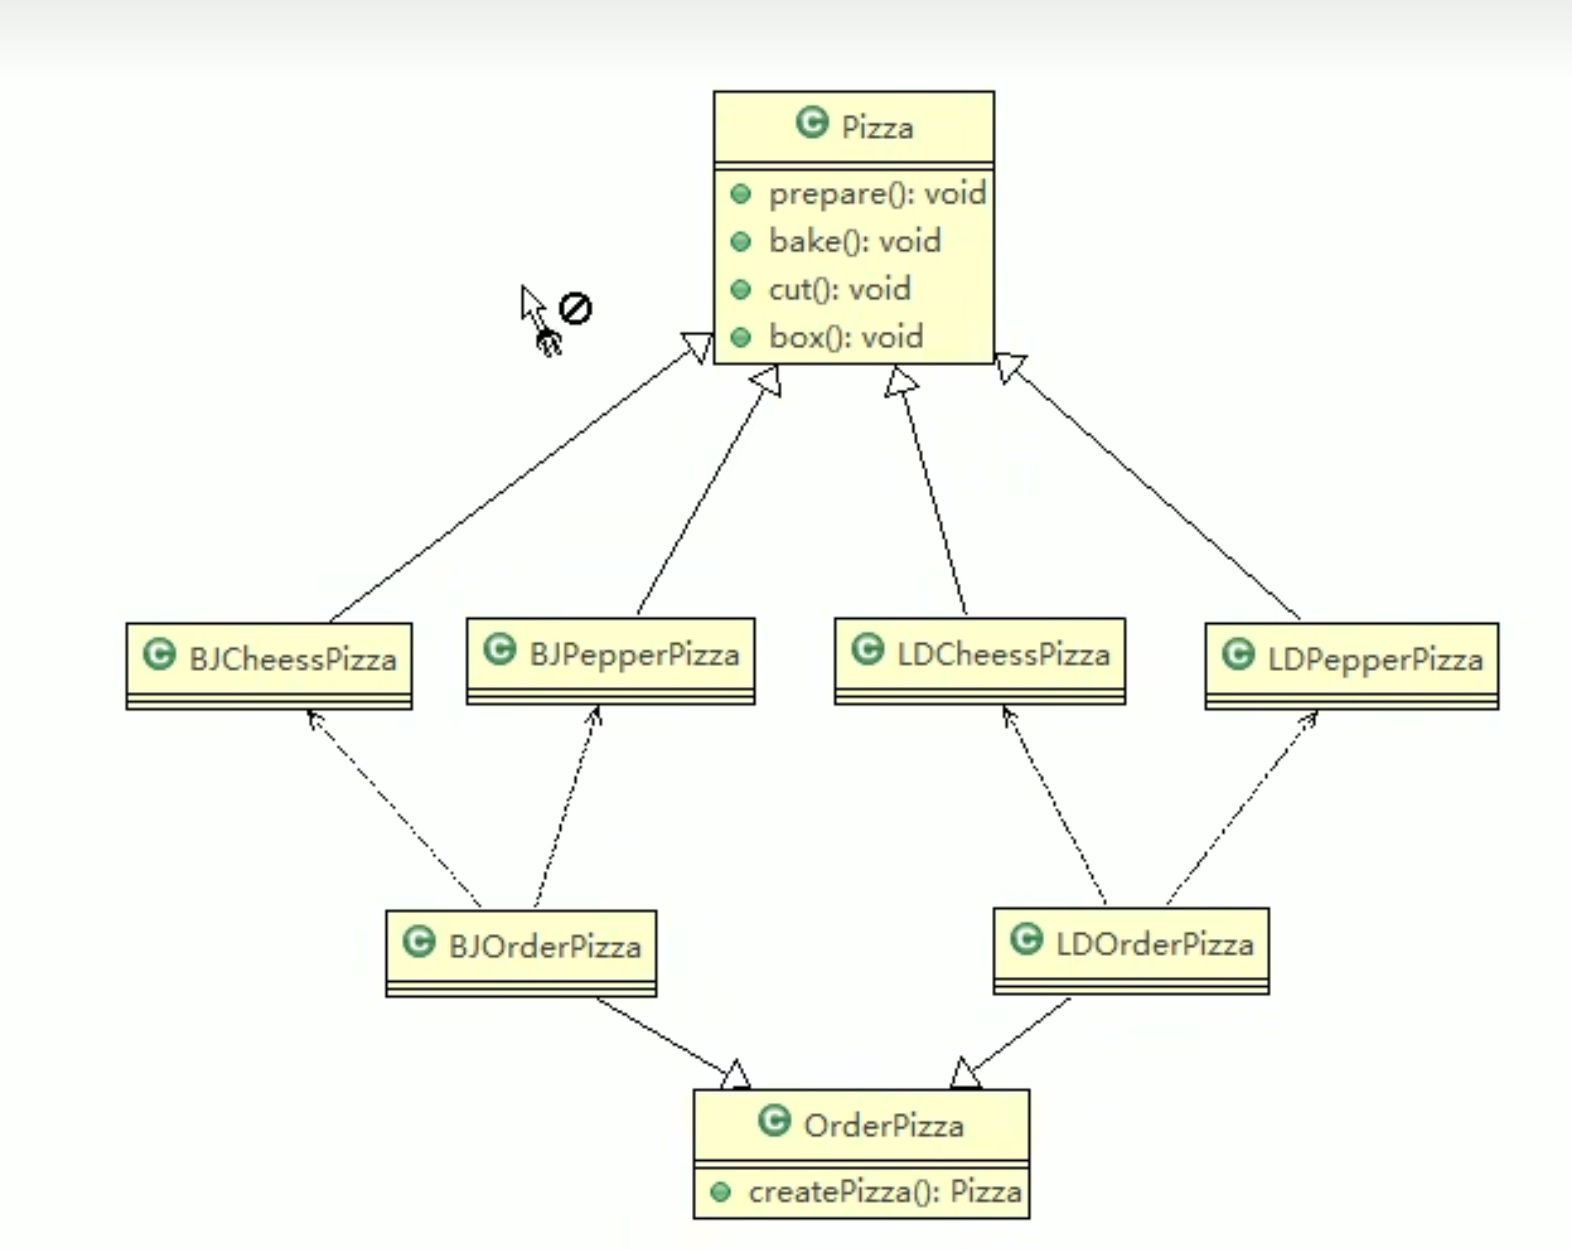 Pizza
prepare(): void
bake(): void
cut(): void
box(): void
BJCheessPizza
BJPepperPizza
LDCheessPizza
LDPepperPizza
BJOrderPizza
LDOrderPizza
OrderPizza
createPizza(): Pizza